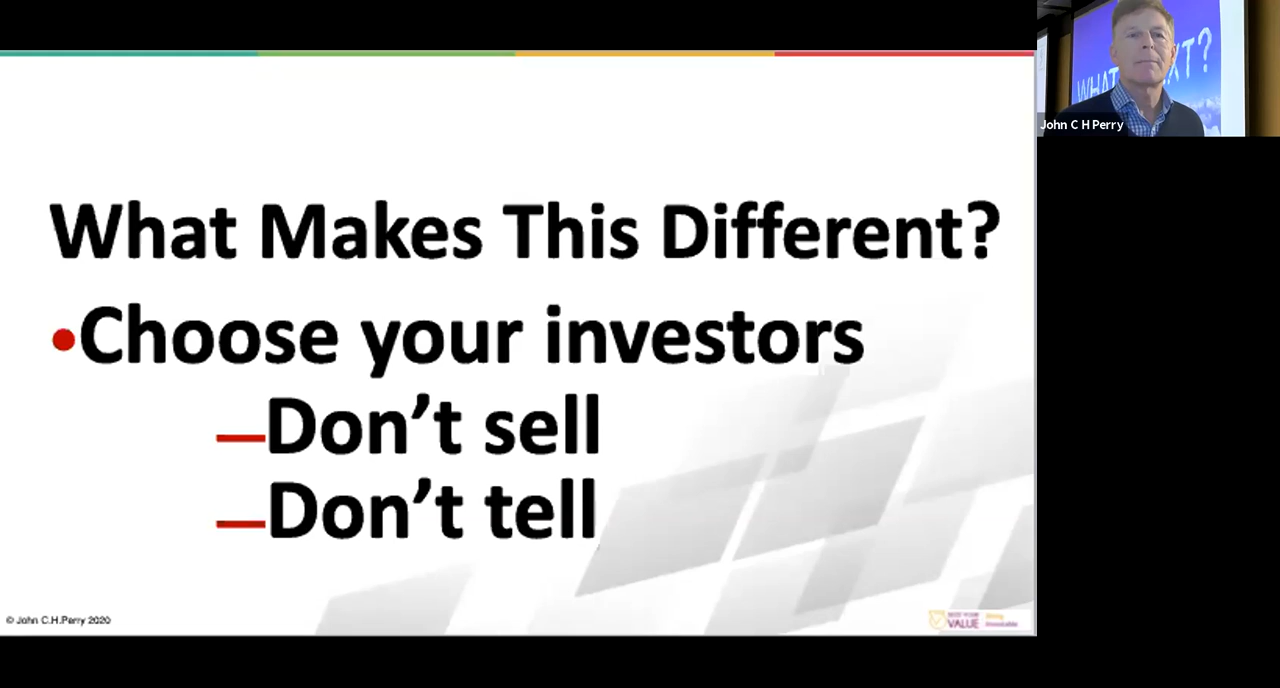 What Makes This Different?
•Choose your investors
—Don't sell
—Don't tell
© John C.H.Perry 2020
VALUE
John C H Perry